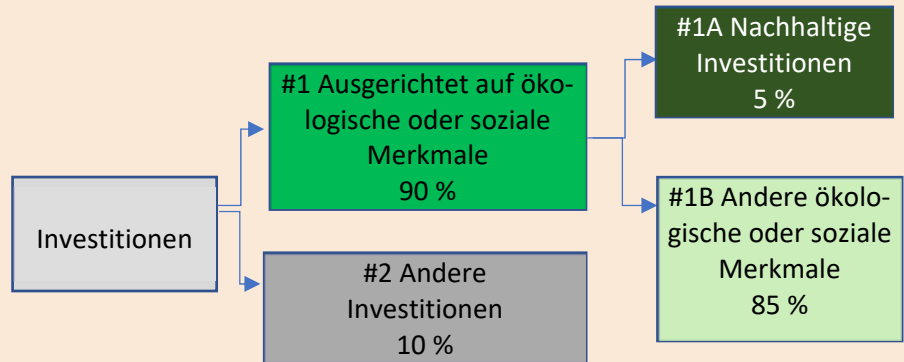 Investitionen
#1 Ausgerichtet auf öko-
logische oder soziale
Merkmale
90 %
#2 Andere
Investitionen
10 %
#1A Nachhaltige
Investitionen
5 %
#1B Andere ökolo-
gische oder soziale
Merkmale
85 %